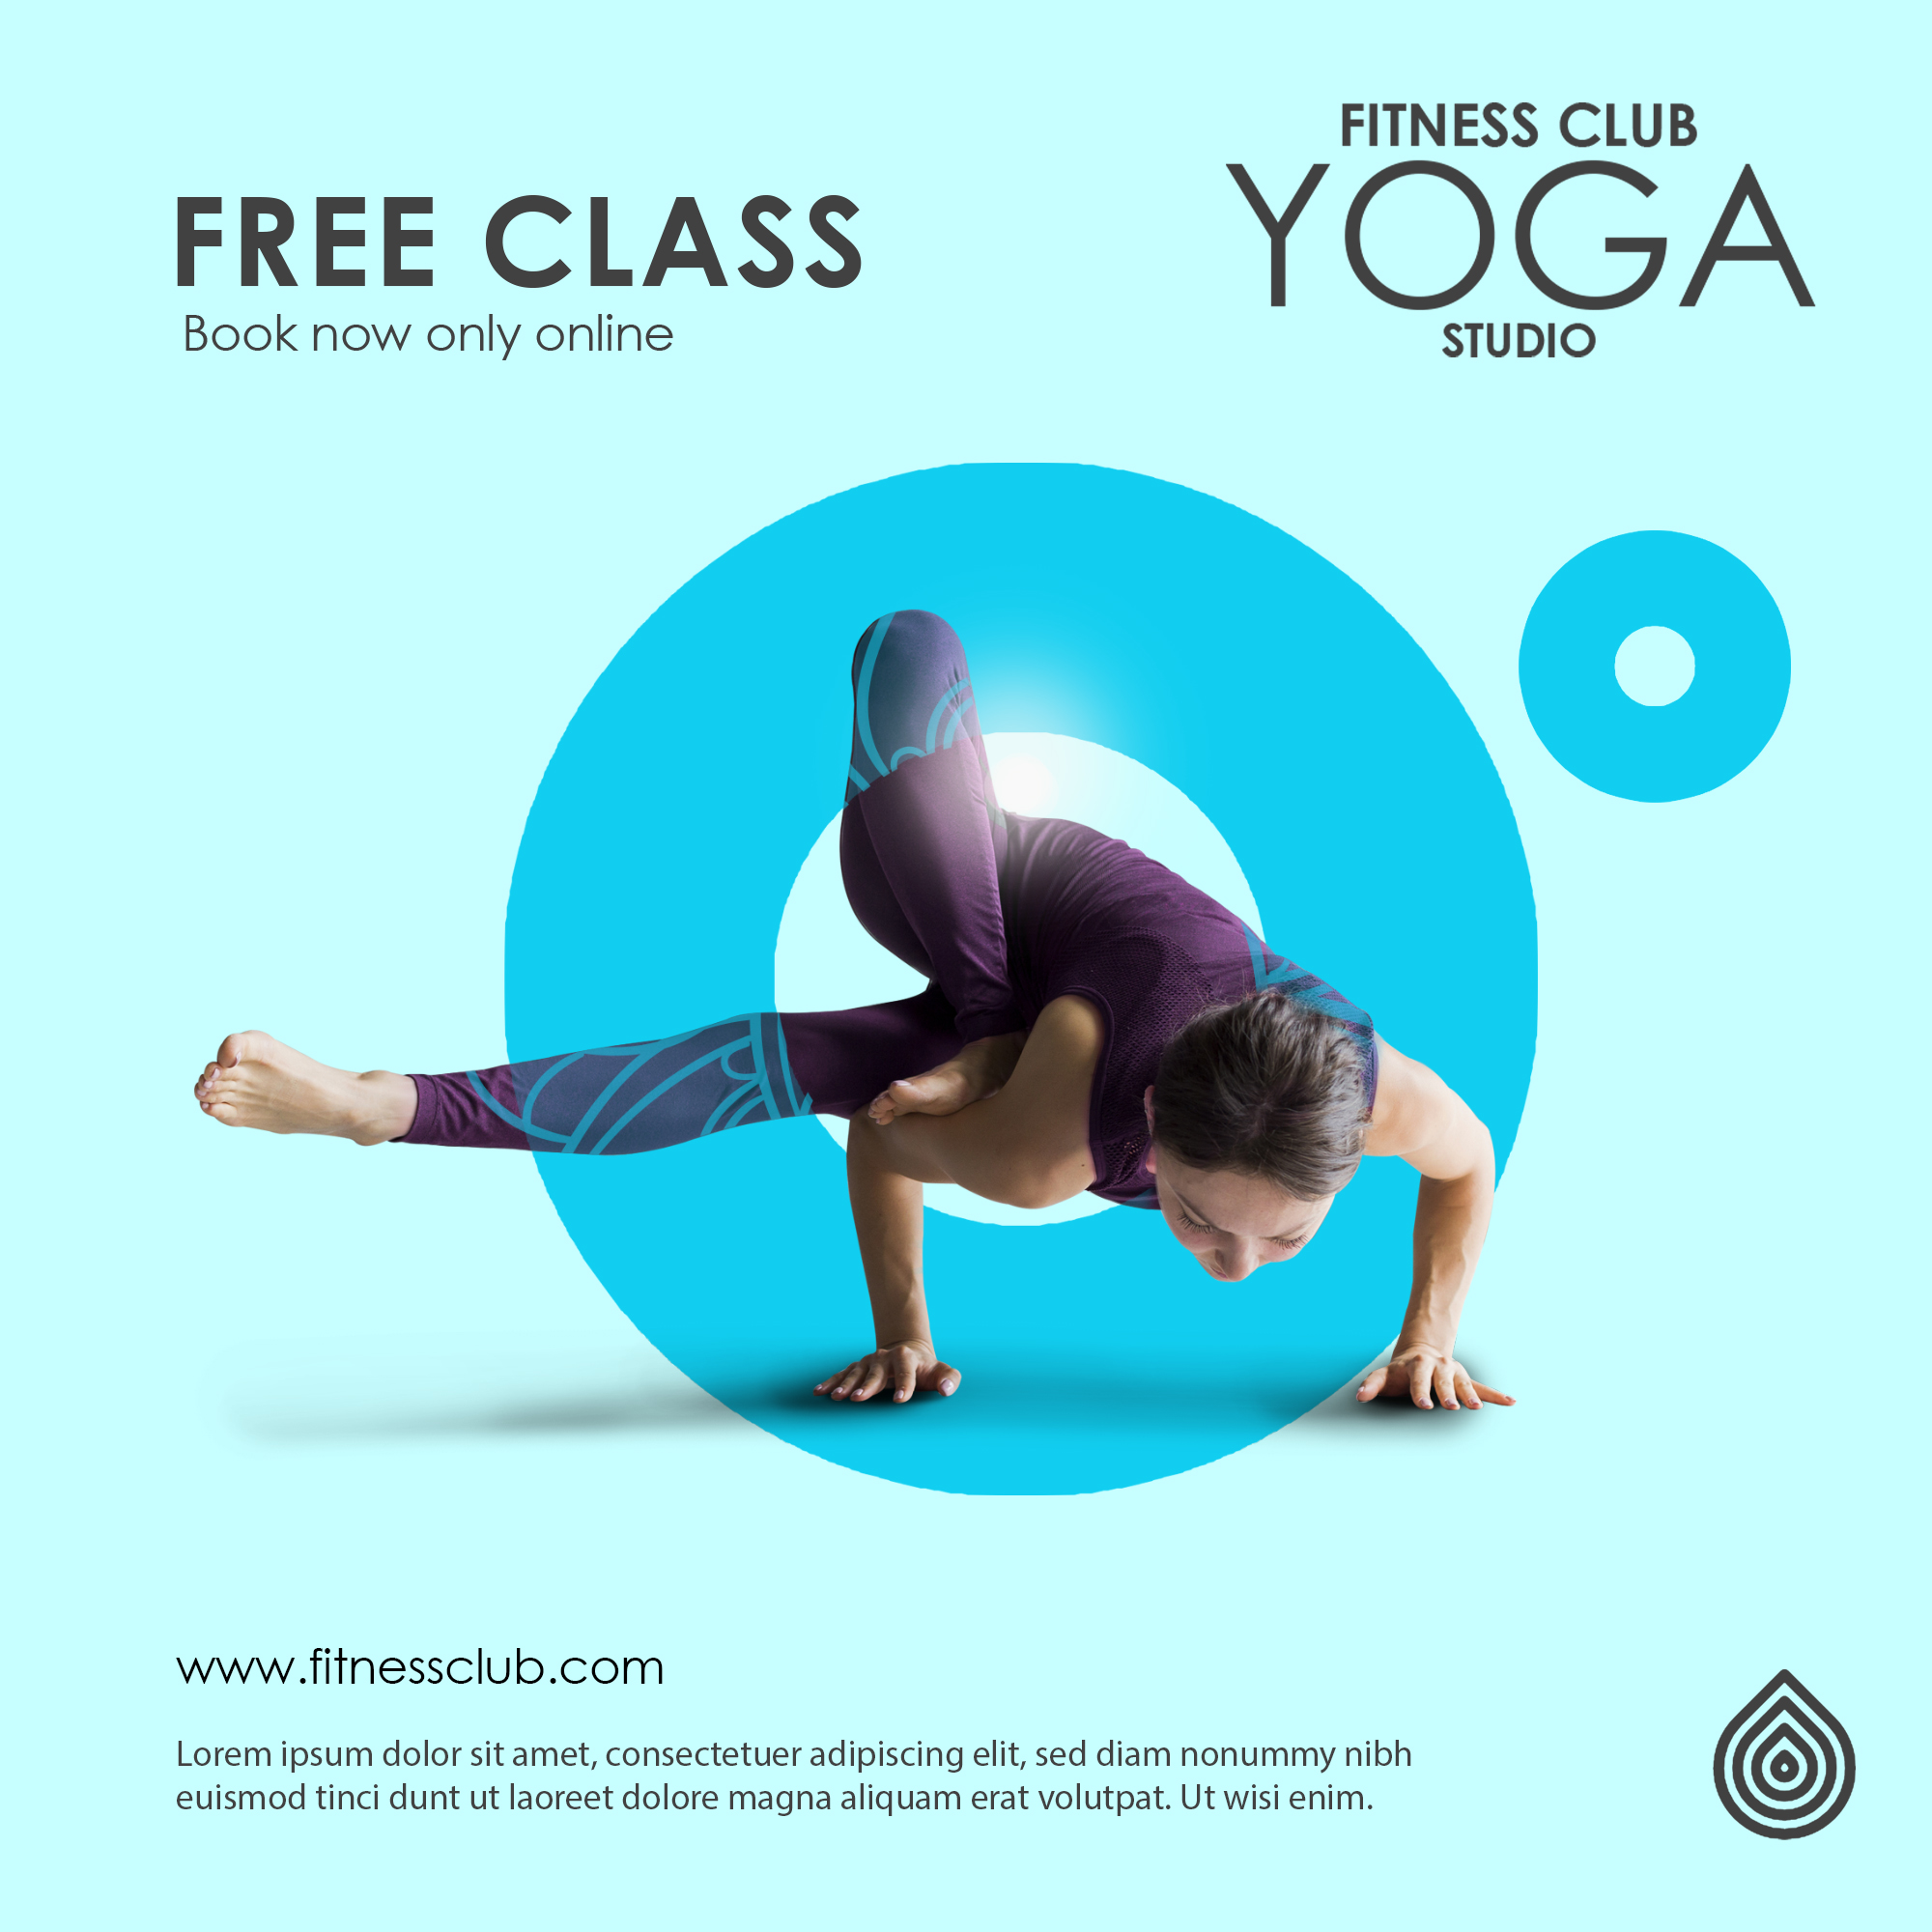 FITNESS CLUB
YOGA
STUDIO
FREE CLASS
Book now only online
www.fitnessclub.com
Lorem ipsum dolor sit amet, consectetuer adipiscing elit, sed diam nonummy nibh
euismod tinci dunt ut laoreet dolore magna aliquam erat volutpat. Ut wisi enim.